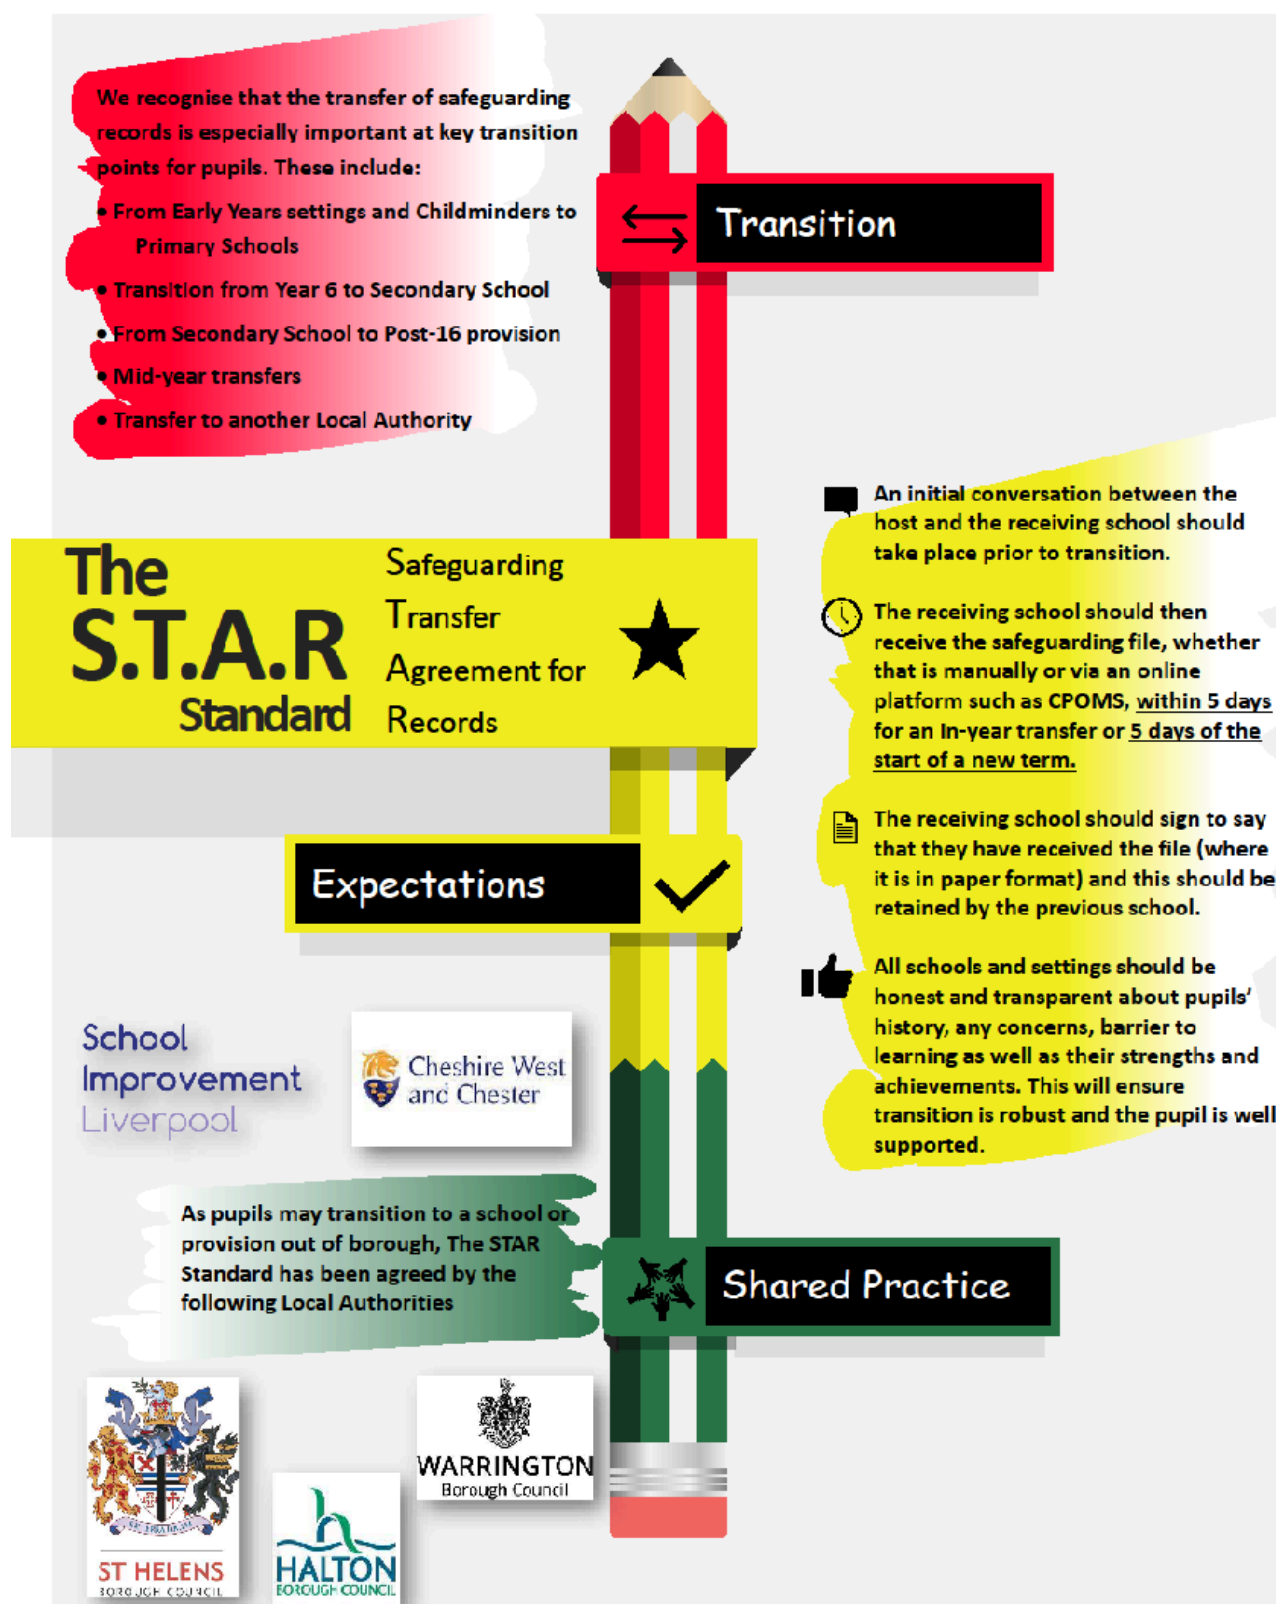 We recognise that the transfer of safeguarding
records is especially important at key transition
points for pupils. These include:
• From Early Years settings and Childminders to
Primary Schools
• Transition from Year 6 to Secondary School
• From Secondary School to Post-16 provision
• Mid-year transfers
• Transfer to another Local Authority
Transition
The
S.T.A.R
Standard
Safeguarding
Transfer
Agreement for
Records
An initial conversation between the
host and the receiving school should
take place prior to transition.
The receiving school should then
receive the safeguarding file, whether
that is manually or via an online
platform such as CPOMS, within 5 days
for an In-year transfer or 5 days of the
start of a new term.
The receiving school should sign to say
that they have received the file (where
it is in paper format) and this should be
retained by the previous school.
All schools and settings should be
honest and transparent about pupils'
history, any concerns, barrier to
learning as well as their strengths and
achievements. This will ensure
transition is robust and the pupil is well
supported.
Expectations
School
Improvement
Liverpool
Cheshire West
and Chester
As pupils may transition to a school or
provision out of borough, The STAR
Standard has been agreed by the
following Local Authorities
Shared Practice
ST HELENS
BOROUGH COUNCIL
HALTON
BOROUGH COUNCIL
WARRINGTON
Borough Council